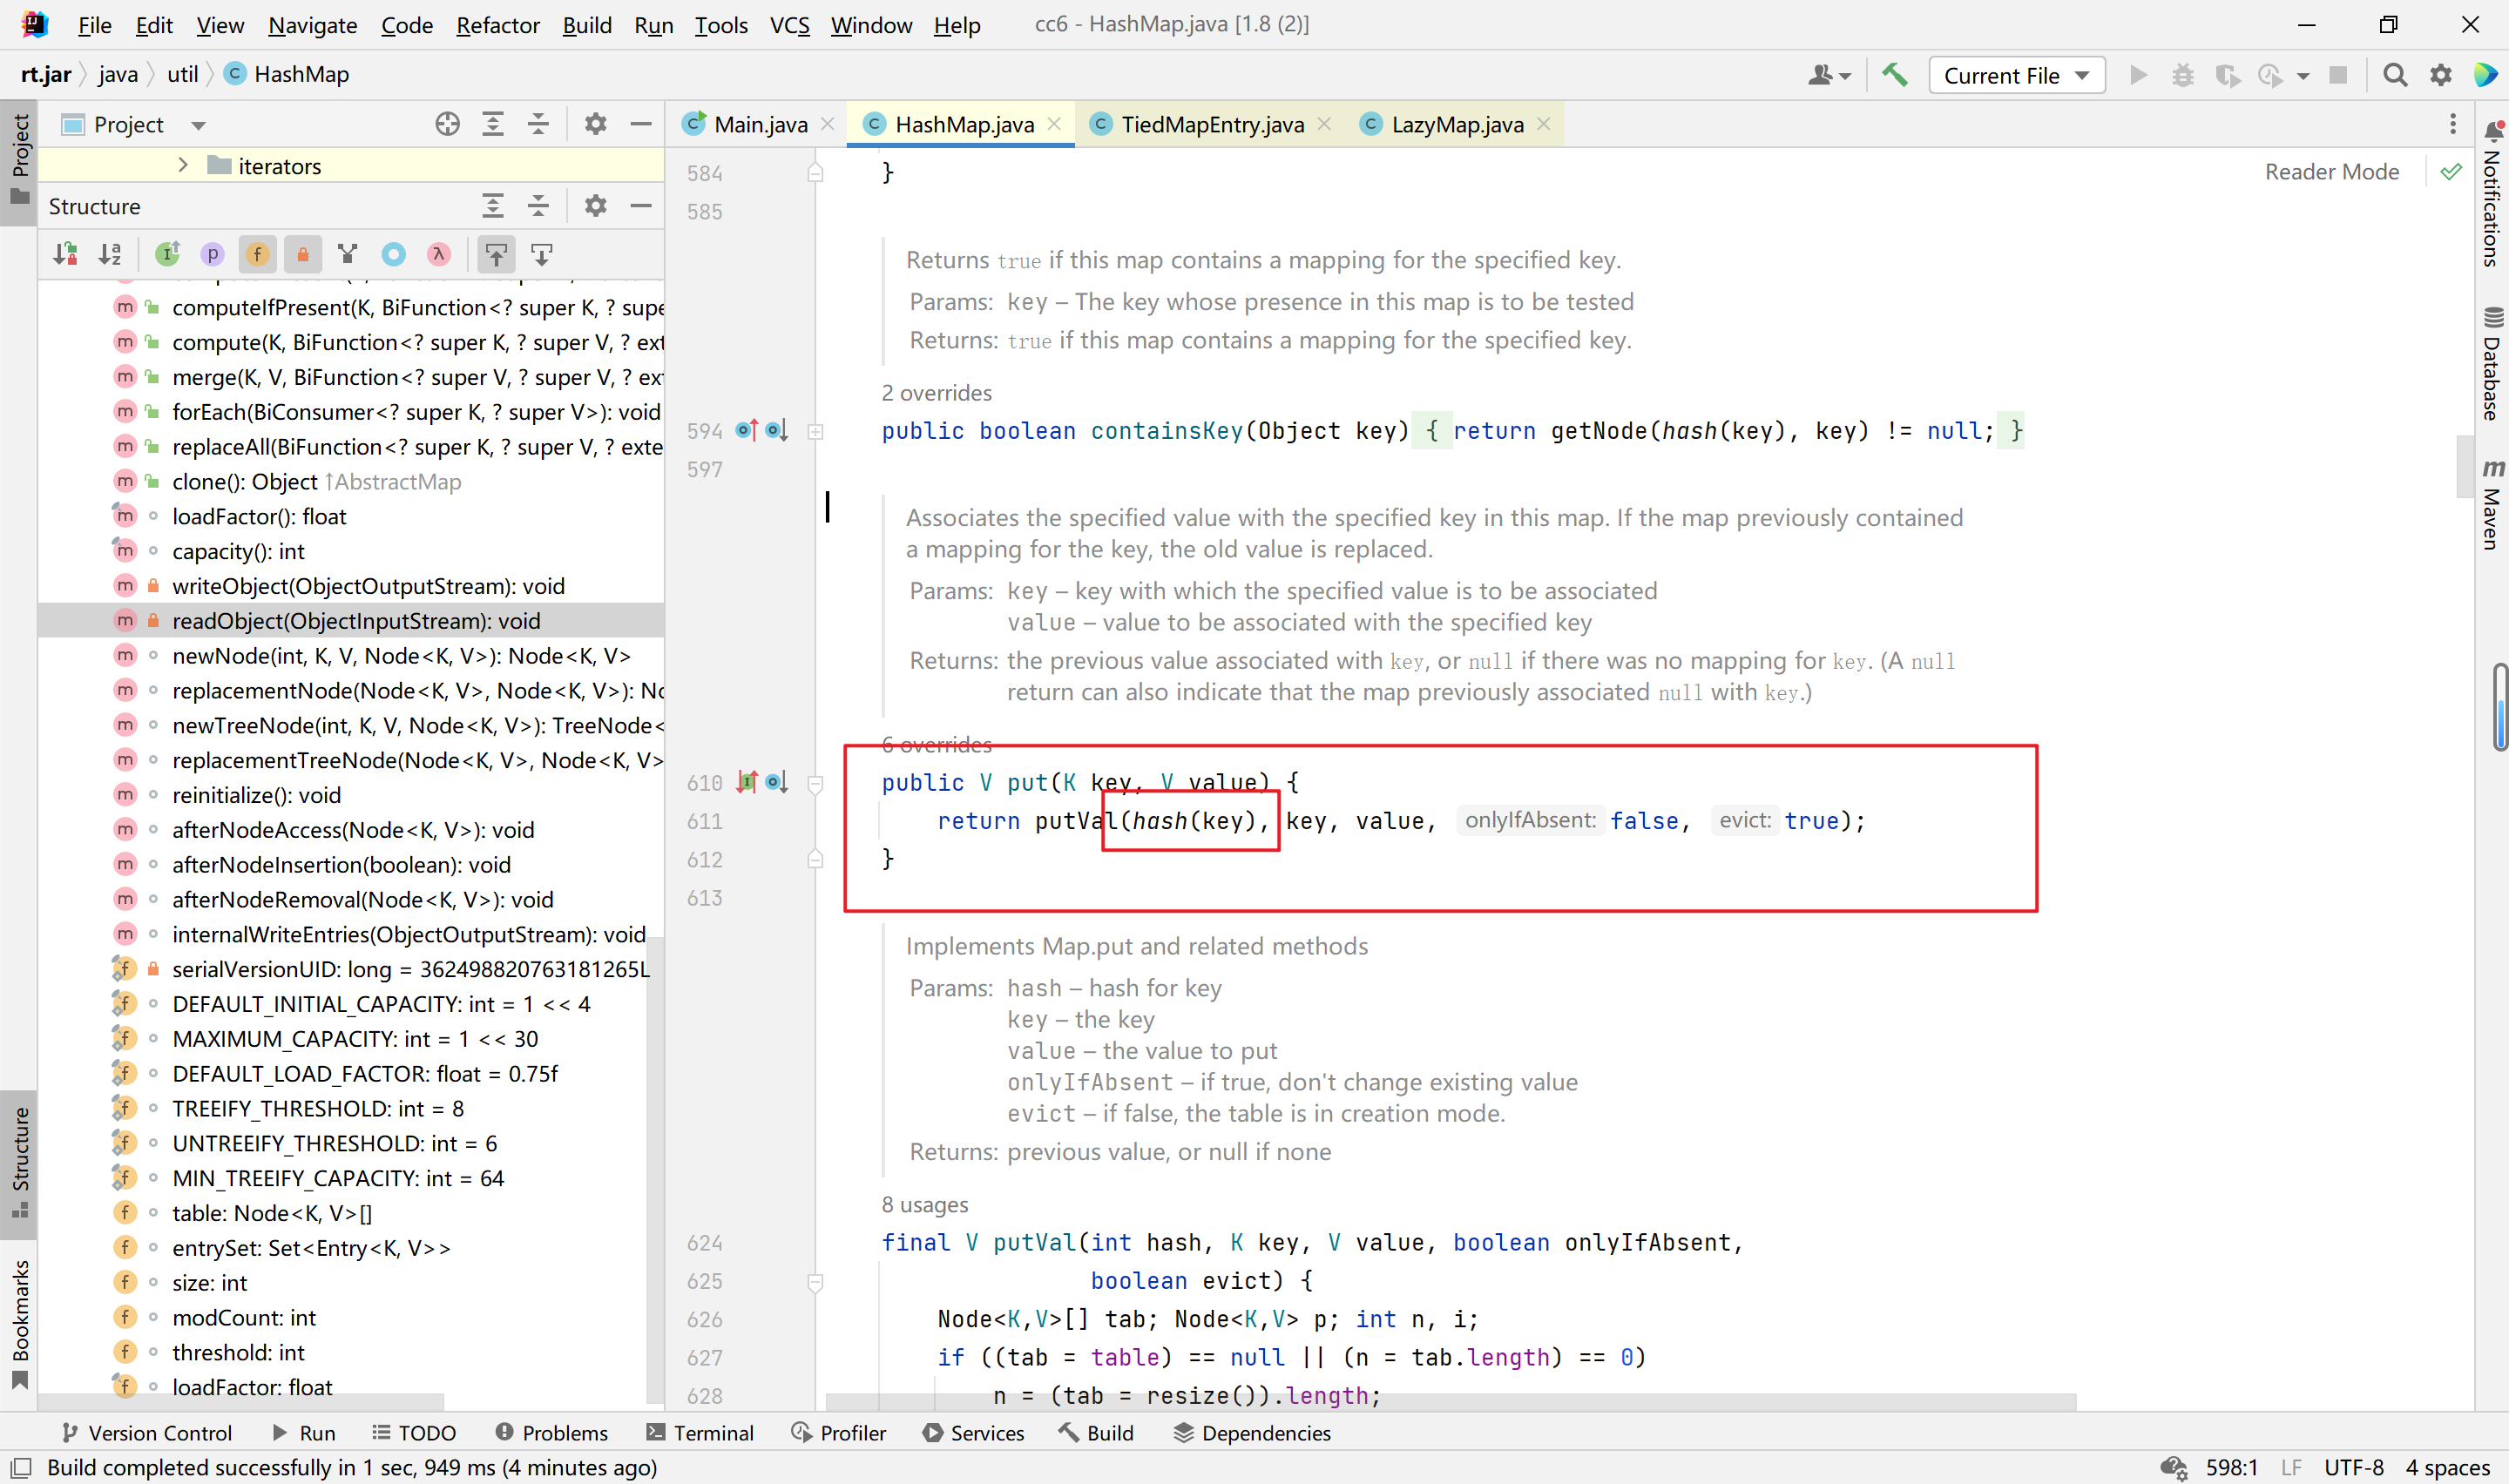 File Edit View Navigate Code Refactor Build Run Tools VCS Window Help cc6 - HashMap.java [1.8 (2)]
rt.jar java util HashMap
Current File
Project
Main.java HashMap.java TiedMapEntry.java LazyMap.java
iterators
Structure
computeIfPresent(K, BiFunction<? super K, ? supe
compute(K, BiFunction<? super K, ? super V, ? ext
merge(K, V, BiFunction<? super V, ? super V, ? ex
forEach(BiConsumer<? super K, ? super V>): void
replaceAll(BiFunction<? super K, ? super V, ? exte
clone(): Object ↑AbstractMap
loadFactor(): float
capacity(): int
writeObject(ObjectOutputStream): void
readObject(ObjectInputStream): void
newNode(int, K, V, Node<K, V>): Node<K, V>
replacementNode(Node<K, V>, Node<K, V>): No
newTreeNode(int, K, V, Node<K, V>): TreeNode<
replacementTreeNode(Node<K, V>, Node<K, V>
reinitialize(): void
afterNodeAccess(Node<K, V>): void
afterNodeInsertion(boolean): void
afterNodeRemoval(Node<K, V>): void
internalWriteEntries(ObjectOutputStream): void
serialVersionUID: long = 362498820763181265L
DEFAULT_INITIAL_CAPACITY: int = 1 << 4
MAXIMUM_CAPACITY: int = 1 << 30
DEFAULT_LOAD_FACTOR: float = 0.75f
TREEIFY_THRESHOLD: int = 8
UNTREEIFY_THRESHOLD: int = 6
MIN_TREEIFY_CAPACITY: int = 64
table: Node<K, V>[]
entrySet: Set<Entry<K, V>>
size: int
modCount: int
threshold: int
loadFactor: float
Reader Mode
584 }
585
Returns true if this map contains a mapping for the specified key.
Params: key – The key whose presence in this map is to be tested
Returns: true if this map contains a mapping for the specified key.
2 overrides
594 public boolean containsKey(Object key) { return getNode(hash(key), key) != null; }
597
Associates the specified value with the specified key in this map. If the map previously contained
a mapping for the key, the old value is replaced.
Params: key – key with which the specified value is to be associated
value – value to be associated with the specified key
Returns: the previous value associated with key, or null if there was no mapping for key. (A null
return can also indicate that the map previously associated null with key.)
6 overrides
610 public V put(K key, V value) {
611 return putVal(hash(key), key, value, onlyIfAbsent: false, evict: true);
612 }
613
Implements Map.put and related methods
Params: hash – hash for key
key – the key
value – the value to put
onlyIfAbsent – if true, don't change existing value
evict – if false, the table is in creation mode.
Returns: previous value, or null if none
8 usages
624 final V putVal(int hash, K key, V value, boolean onlyIfAbsent,
625 boolean evict) {
626 Node<K,V>[] tab; Node<K,V> p; int n, i;
627 if ((tab = table) == null || (n = tab.length) == 0)
628 n = (tab = resize()).length;
Project
Structure
Bookmarks
Notifications
Database
Maven
Version Control Run TODO Problems Terminal Profiler Services Build Dependencies
Build completed successfully in 1 sec, 949 ms (4 minutes ago) 598:1 LF UTF-8 4 spaces